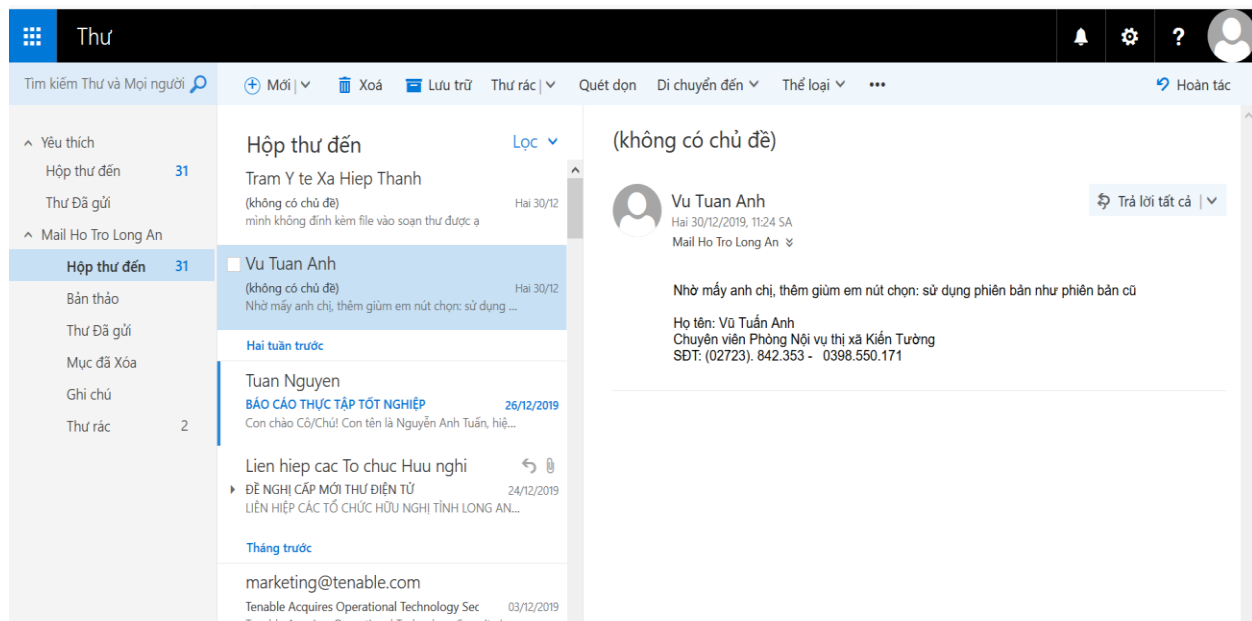 Thư
Tìm kiếm Thư và Mọi người
Mới
Xoá
Lưu trữ
Thư rác
Quét dọn
Di chuyển đến
Thể loại
Hoàn tác
Yêu thích
Hộp thư đến 31
Thư Đã gửi
Mail Ho Tro Long An
Hộp thư đến 31
Bản thảo
Thư Đã gửi
Mục đã Xóa
Ghi chú
Thư rác 2
Hộp thư đến Lọc
Tram Y te Xa Hiep Thanh
(không có chủ đề) Hai 30/12
mình không đính kèm file vào soạn thư được ạ
Vu Tuan Anh
(không có chủ đề) Hai 30/12
Nhờ mấy anh chị, thêm giùm em nút chọn: sử dụng ...
Hai tuần trước
Tuan Nguyen
BÁO CÁO THỰC TẬP TỐT NGHIỆP 26/12/2019
Con chào Cô/Chú! Con tên là Nguyễn Anh Tuấn, hiệ...
Lien hiep cac To chuc Huu nghi
ĐỀ NGHỊ CẤP MỚI THƯ ĐIỆN TỬ 24/12/2019
LIÊN HIỆP CÁC TỔ CHỨC HỮU NGHỊ TỈNH LONG AN...
Tháng trước
marketing@tenable.com
Tenable Acquires Operational Technology Sec 03/12/2019
(không có chủ đề)
Vu Tuan Anh
Hai 30/12/2019, 11:24 SA
Mail Ho Tro Long An
Trả lời tất cả
Nhờ mấy anh chị, thêm giùm em nút chọn: sử dụng phiên bản như phiên bản cũ
Họ tên: Vũ Tuấn Anh
Chuyên viên Phòng Nội vụ thị xã Kiến Tường
SĐT: (02723). 842.353 - 0398.550.171